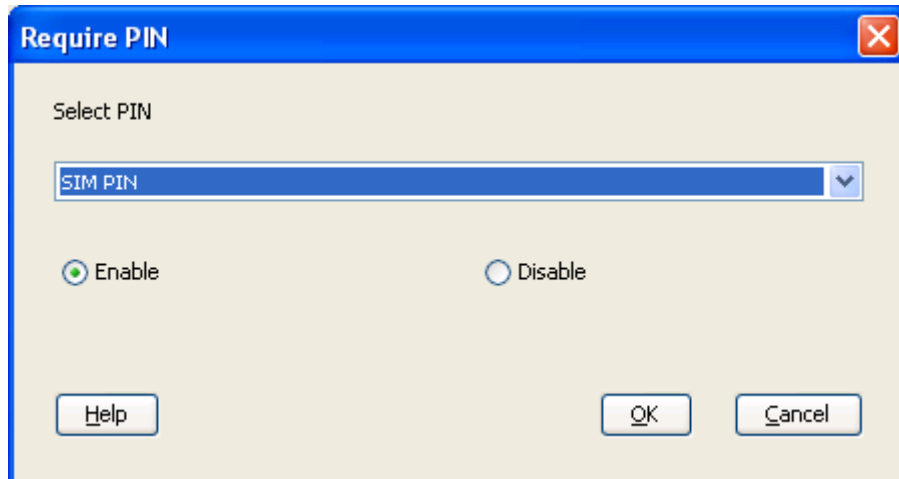 Require PIN
Select PIN
SIM PIN
Enable Disable
Help OK Cancel